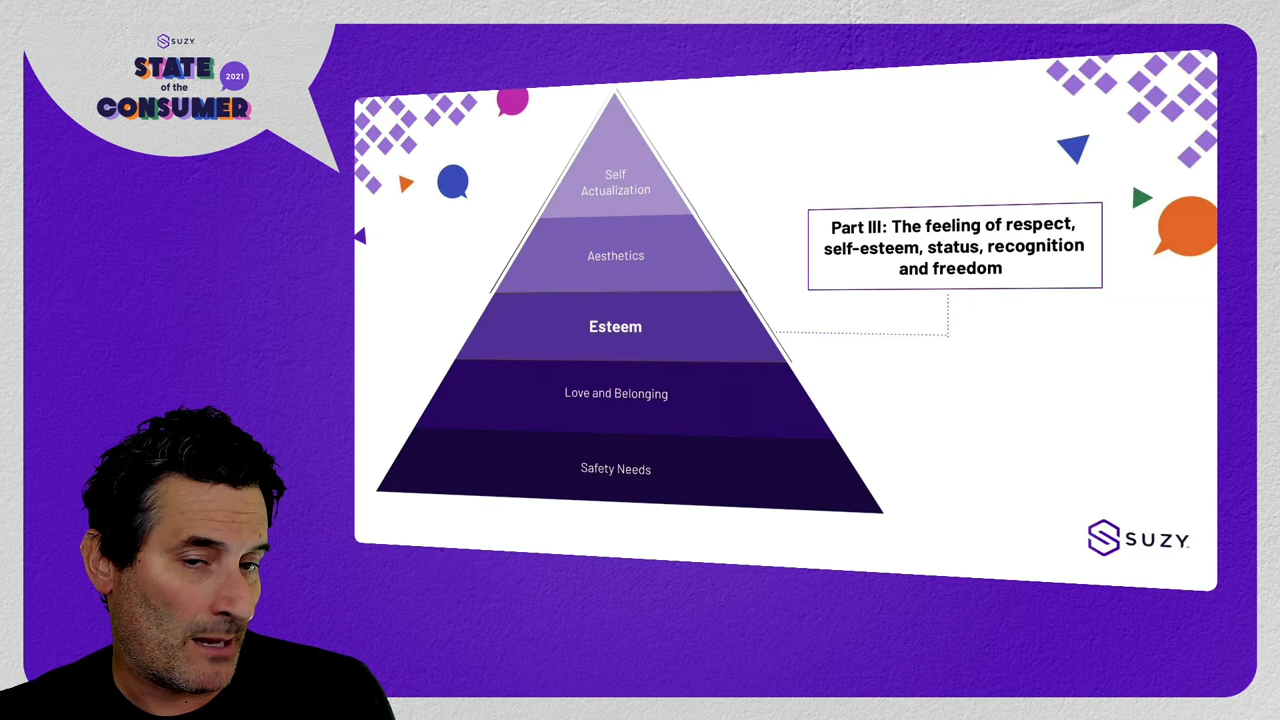 SUZY
STATE
of the
2021
CONSUMER
Self
Actualization
Aesthetics
Esteem
Love and Belonging
Safety Needs
Part III: The feeling of respect,
self-esteem, status, recognition
and freedom
SUZY